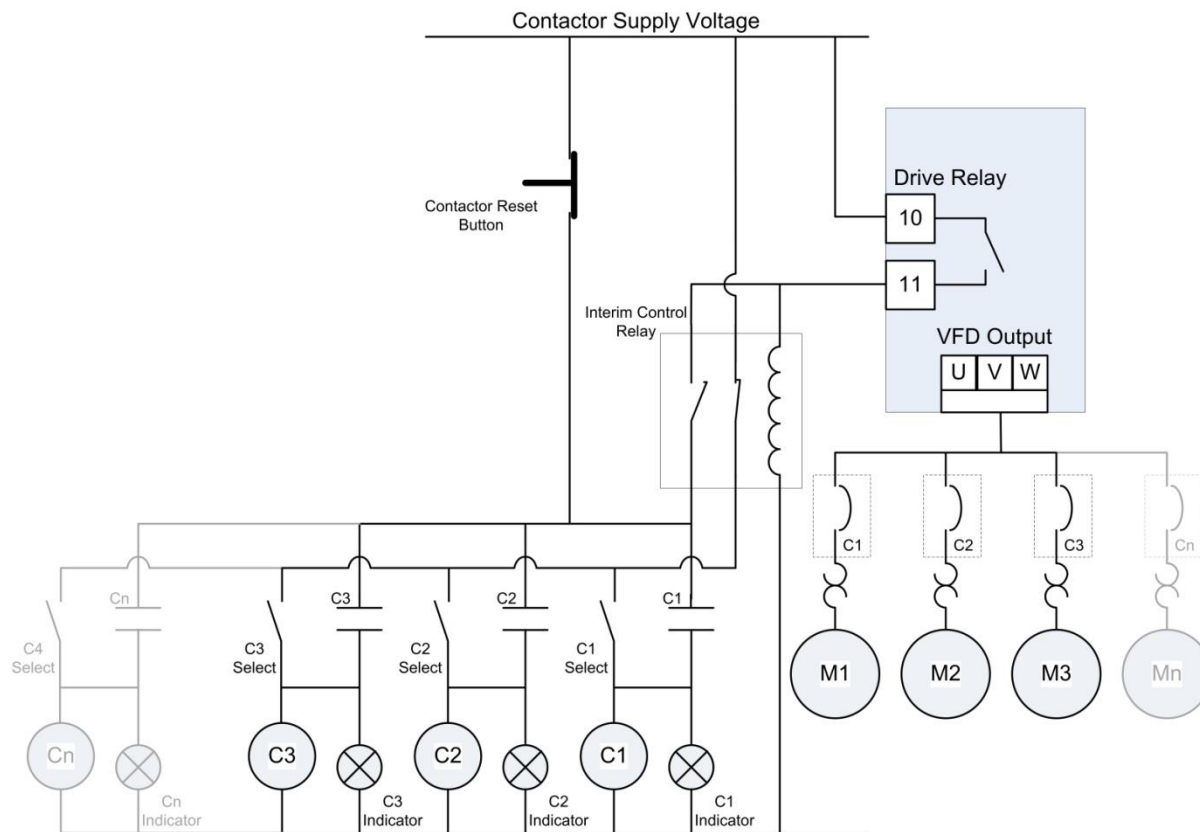 Contactor Supply Voltage
Drive Relay
10
Contactor Reset
Button
11
Interim Control
Relay
VFD Output
U V W
C1
C2
C3
Cn
Cn
C3
C2
C1
C4
Select
C3
Select
C2
Select
C1
Select
M1
M2
M3
Mn
Cn
C3
C2
C1
Cn
Indicator
C3
Indicator
C2
Indicator
C1
Indicator